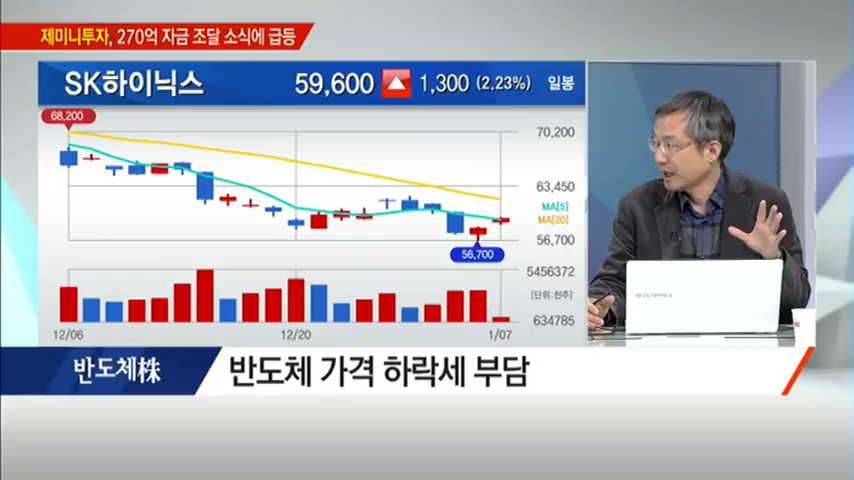 제미니투자, 270억 자금 조달 소식에 급등
SK하이닉스 59,600 1,300 (2.23%) 일봉
68,200
70,200
63,450
MA[5]
MA[20]
56,700
56,700
5456372
[단위:천주]
634785
12/06 12/20 1/07
반도체株 반도체 가격 하락세 부담